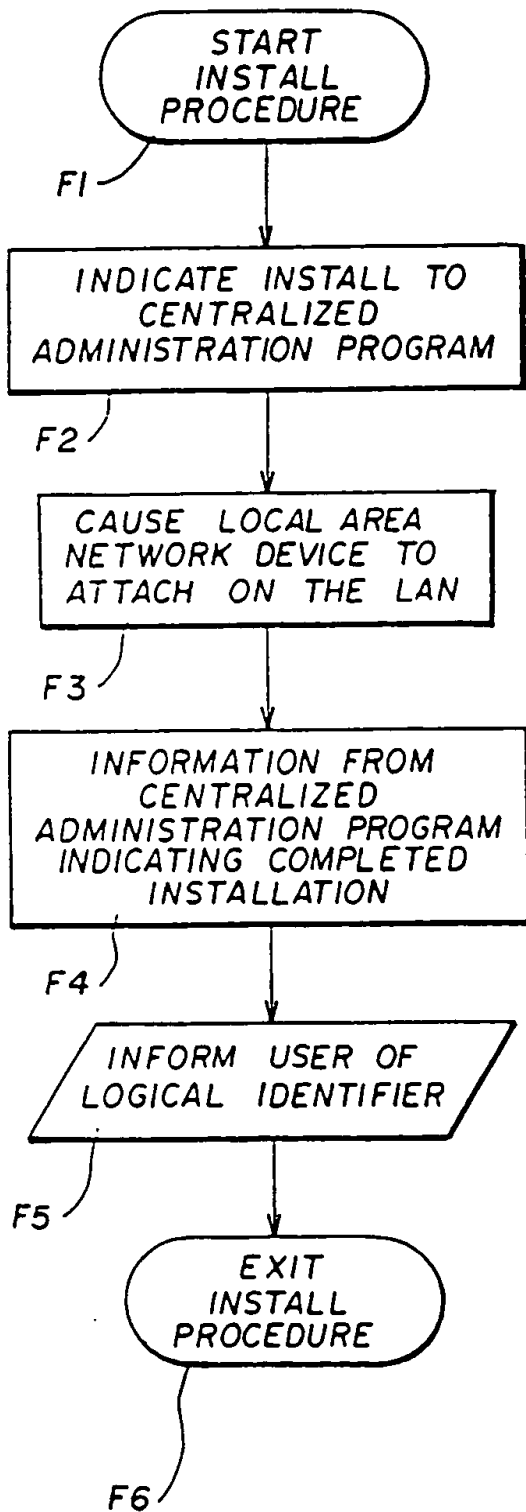 START
INSTALL
PROCEDURE
F1
INDICATE INSTALL TO
CENTRALIZED
ADMINISTRATION PROGRAM
F2
CAUSE LOCAL AREA
NETWORK DEVICE TO
ATTACH ON THE LAN
F3
INFORMATION FROM
CENTRALIZED
ADMINISTRATION PROGRAM
INDICATING COMPLETED
INSTALLATION
F4
INFORM USER OF
LOGICAL IDENTIFIER
F5
EXIT
INSTALL
PROCEDURE
F6